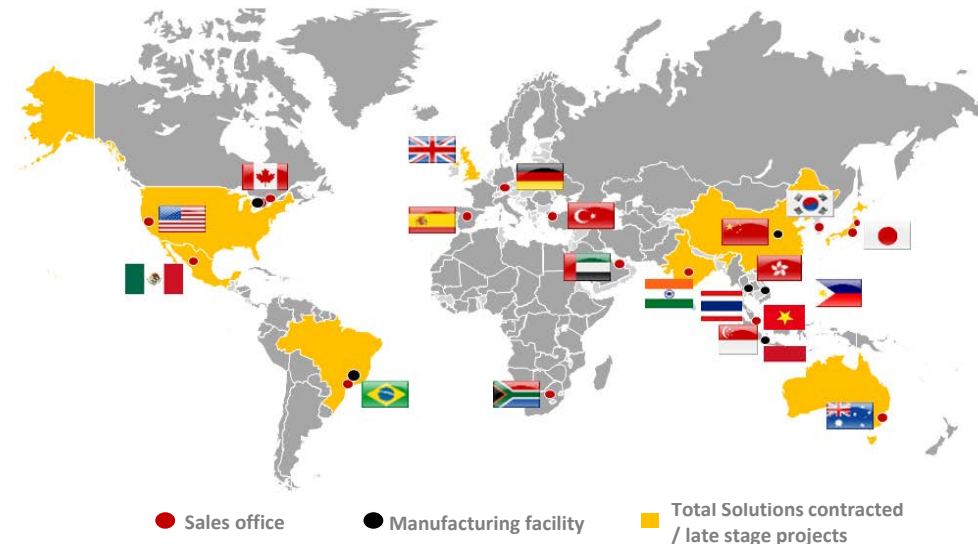 Sales office
Manufacturing facility
Total Solutions contracted
/ late stage projects